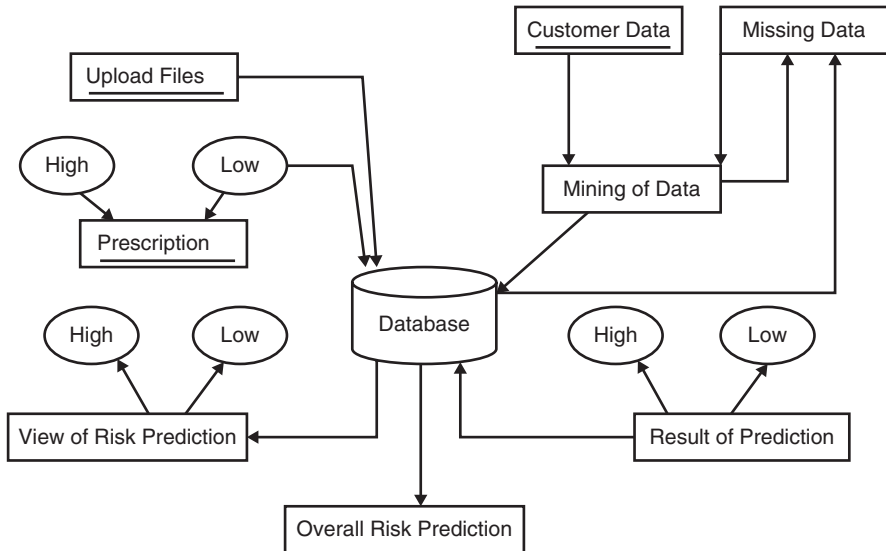 Customer Data
Missing Data
Upload Files
High
Low
Mining of Data
Prescription
Database
High
Low
High
Low
View of Risk Prediction
Result of Prediction
Overall Risk Prediction